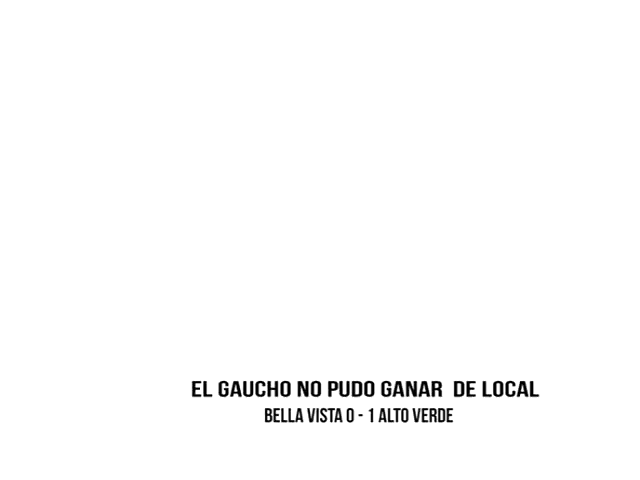 EL GAUCHO NO PUDO GANAR DE LOCAL
BELLA VISTA 0 - 1 ALTO VERDE